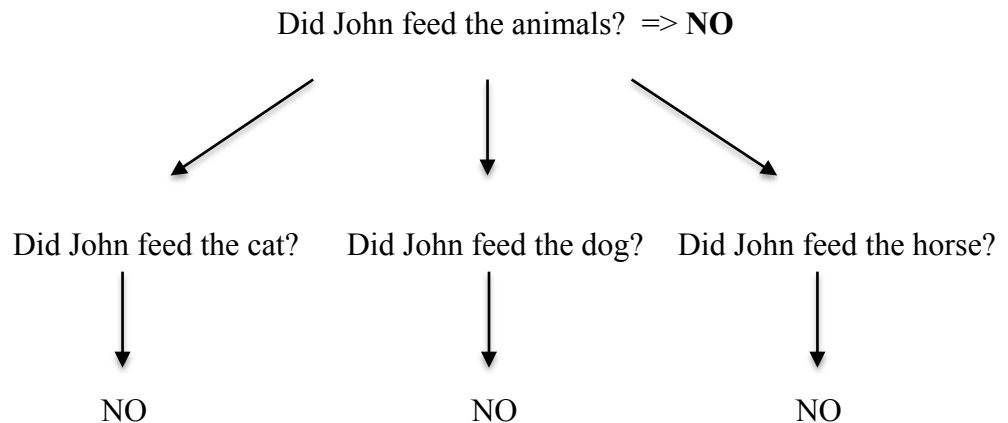 Did John feed the animals? => NO
Did John feed the cat? Did John feed the dog? Did John feed the horse?
NO NO NO